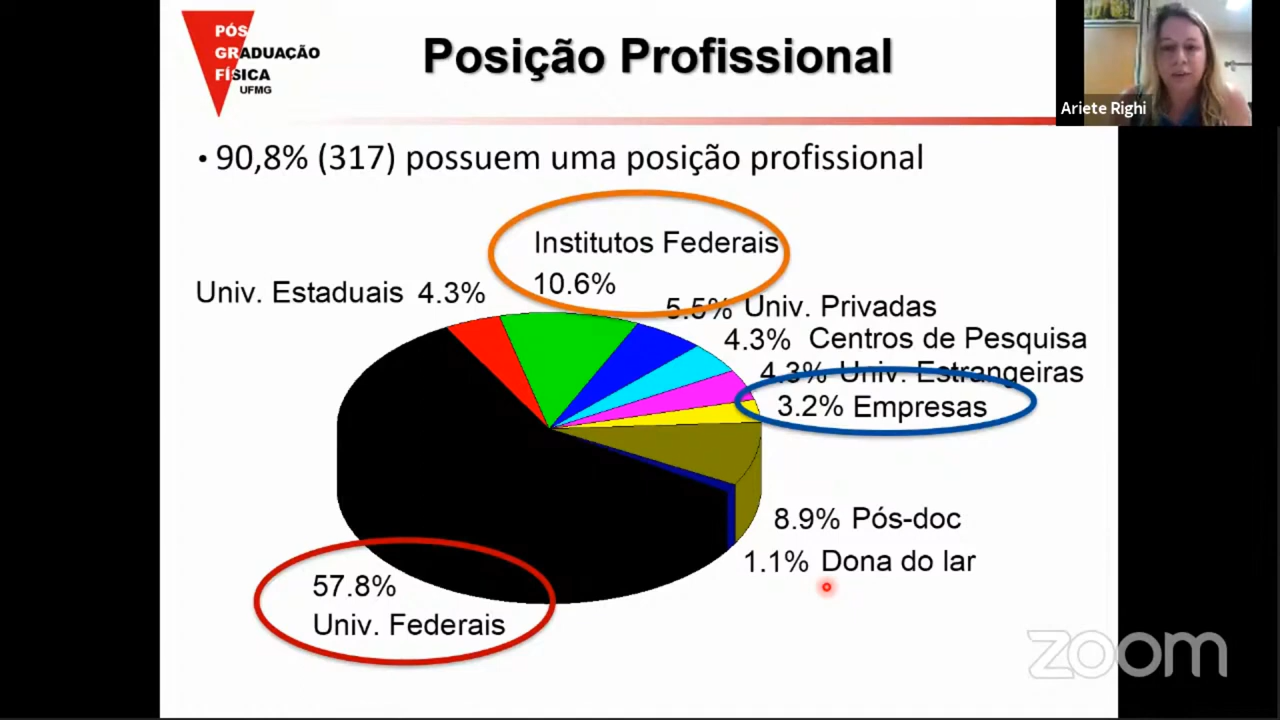 PÓS
GRADUAÇÃO
FÍSICA
UFMG
Posição Profissional
Ariete Righi
• 90,8% (317) possuem uma posição profissional
Institutos Federais
10.6%
Univ. Estaduais 4.3%
5.5% Univ. Privadas
4.3% Centros de Pesquisa
4.3% Univ. Estrangeiras
3.2% Empresas
8.9% Pós-doc
1.1% Dona do lar
57.8%
Univ. Federais
zoom